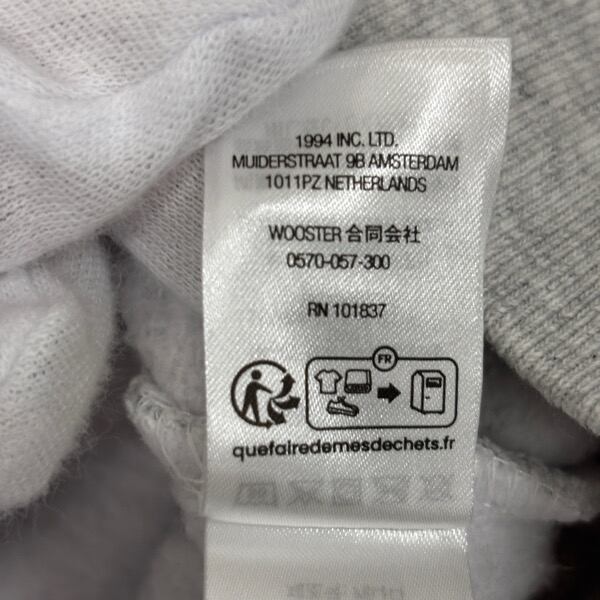 1994 INC. LTD.
MUIDERSTRAAT 9B AMSTERDAM
1011PZ NETHERLANDS
WOOSTER 合同会社
0570-057-300
RN 101837
FR
quefairedemesdechets.fr